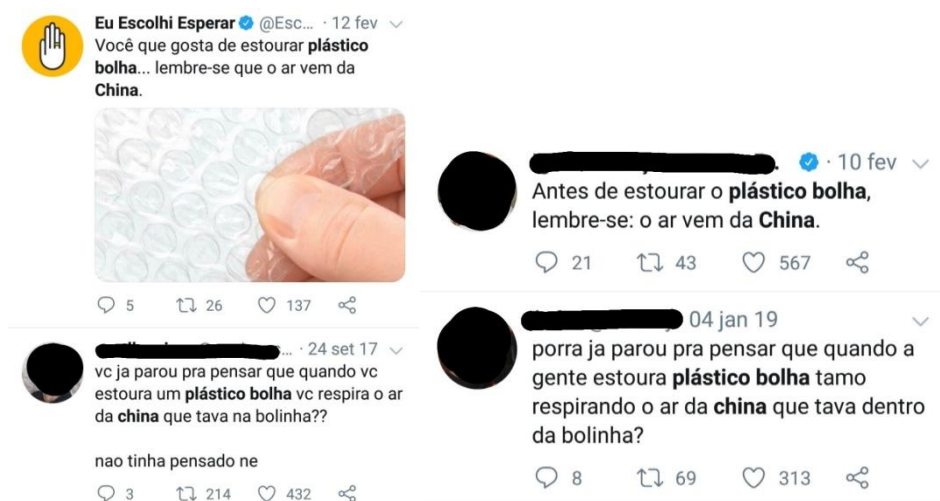 Eu Escolhi Esperar @Esc... · 12 fev
Você que gosta de estourar plástico
bolha... lembre-se que o ar vem da
China.
5 26 137
... · 24 set 17
vc ja parou pra pensar que quando vc
estoura um plástico bolha vc respira o ar
da china que tava na bolinha??
nao tinha pensado ne
3 214 432
· 10 fev
Antes de estourar o plástico bolha,
lembre-se: o ar vem da China.
21 43 567
04 jan 19
porra ja parou pra pensar que quando a
gente estoura plástico bolha tamo
respirando o ar da china que tava dentro
da bolinha?
8 69 313